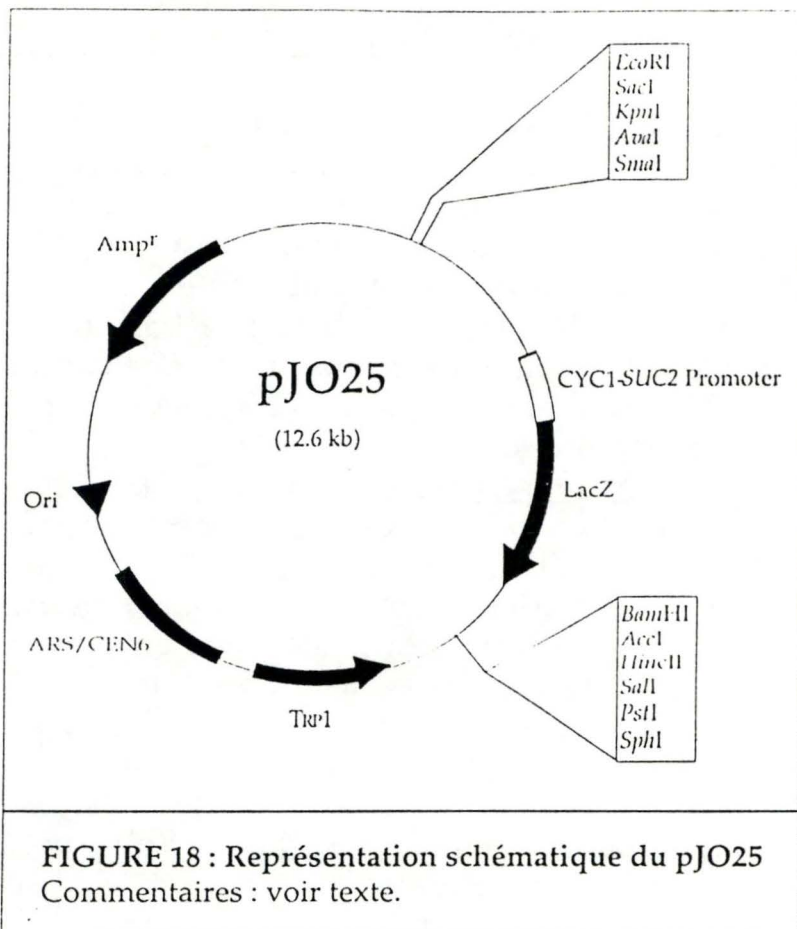 EcoRI
SacI
KpnI
AvaI
SmaI
Ampʳ
pJO25
(12.6 kb)
CYC1-SUC2 Promoter
LacZ
Ori
ARS/CEN6
TRP1
BamHI
AccI
HincII
SalI
PstI
SphI
FIGURE 18 : Représentation schématique du pJO25
Commentaires : voir texte.